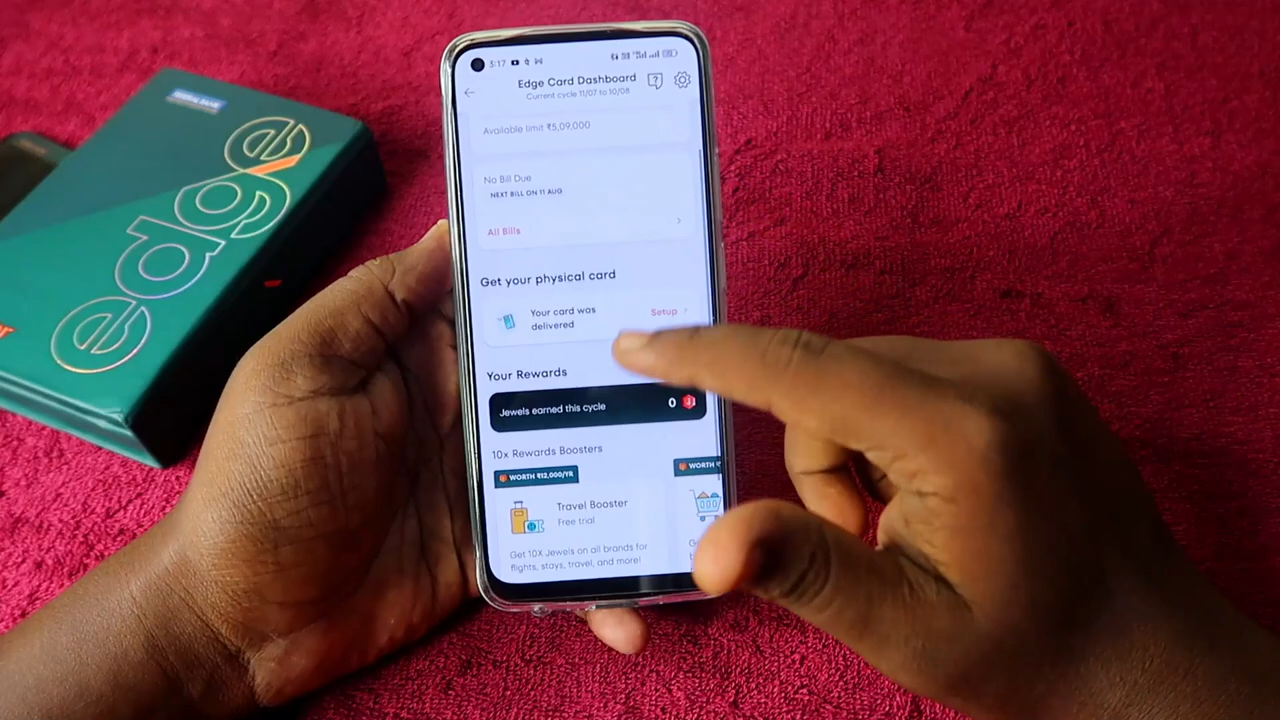 FEDERAL BANK
edge
3:17
Edge Card Dashboard
Current cycle 11/07 to 10/08
Available limit ₹5,09,000
No Bill Due
NEXT BILL ON 11 AUG
All Bills
Get your physical card
Your card was
delivered
Setup
Your Rewards
Jewels earned this cycle
0
10x Rewards Boosters
WORTH ₹12,000/YR
WORTH ₹
Travel Booster
Free trial
Get 10X Jewels on all brands for
flights, stays, travel, and more!